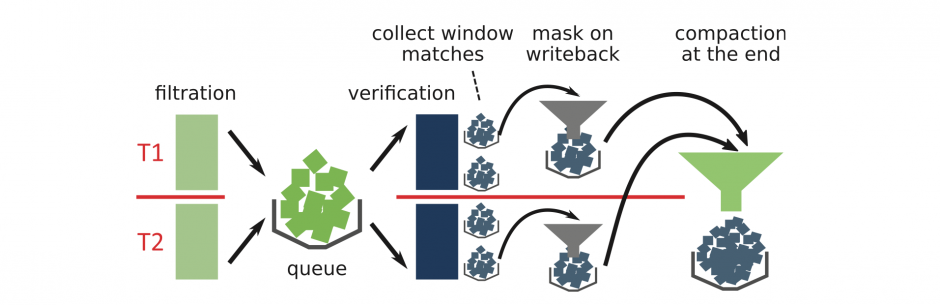 collect window
matches
mask on
writeback
compaction
at the end
filtration
verification
T1
T2
queue